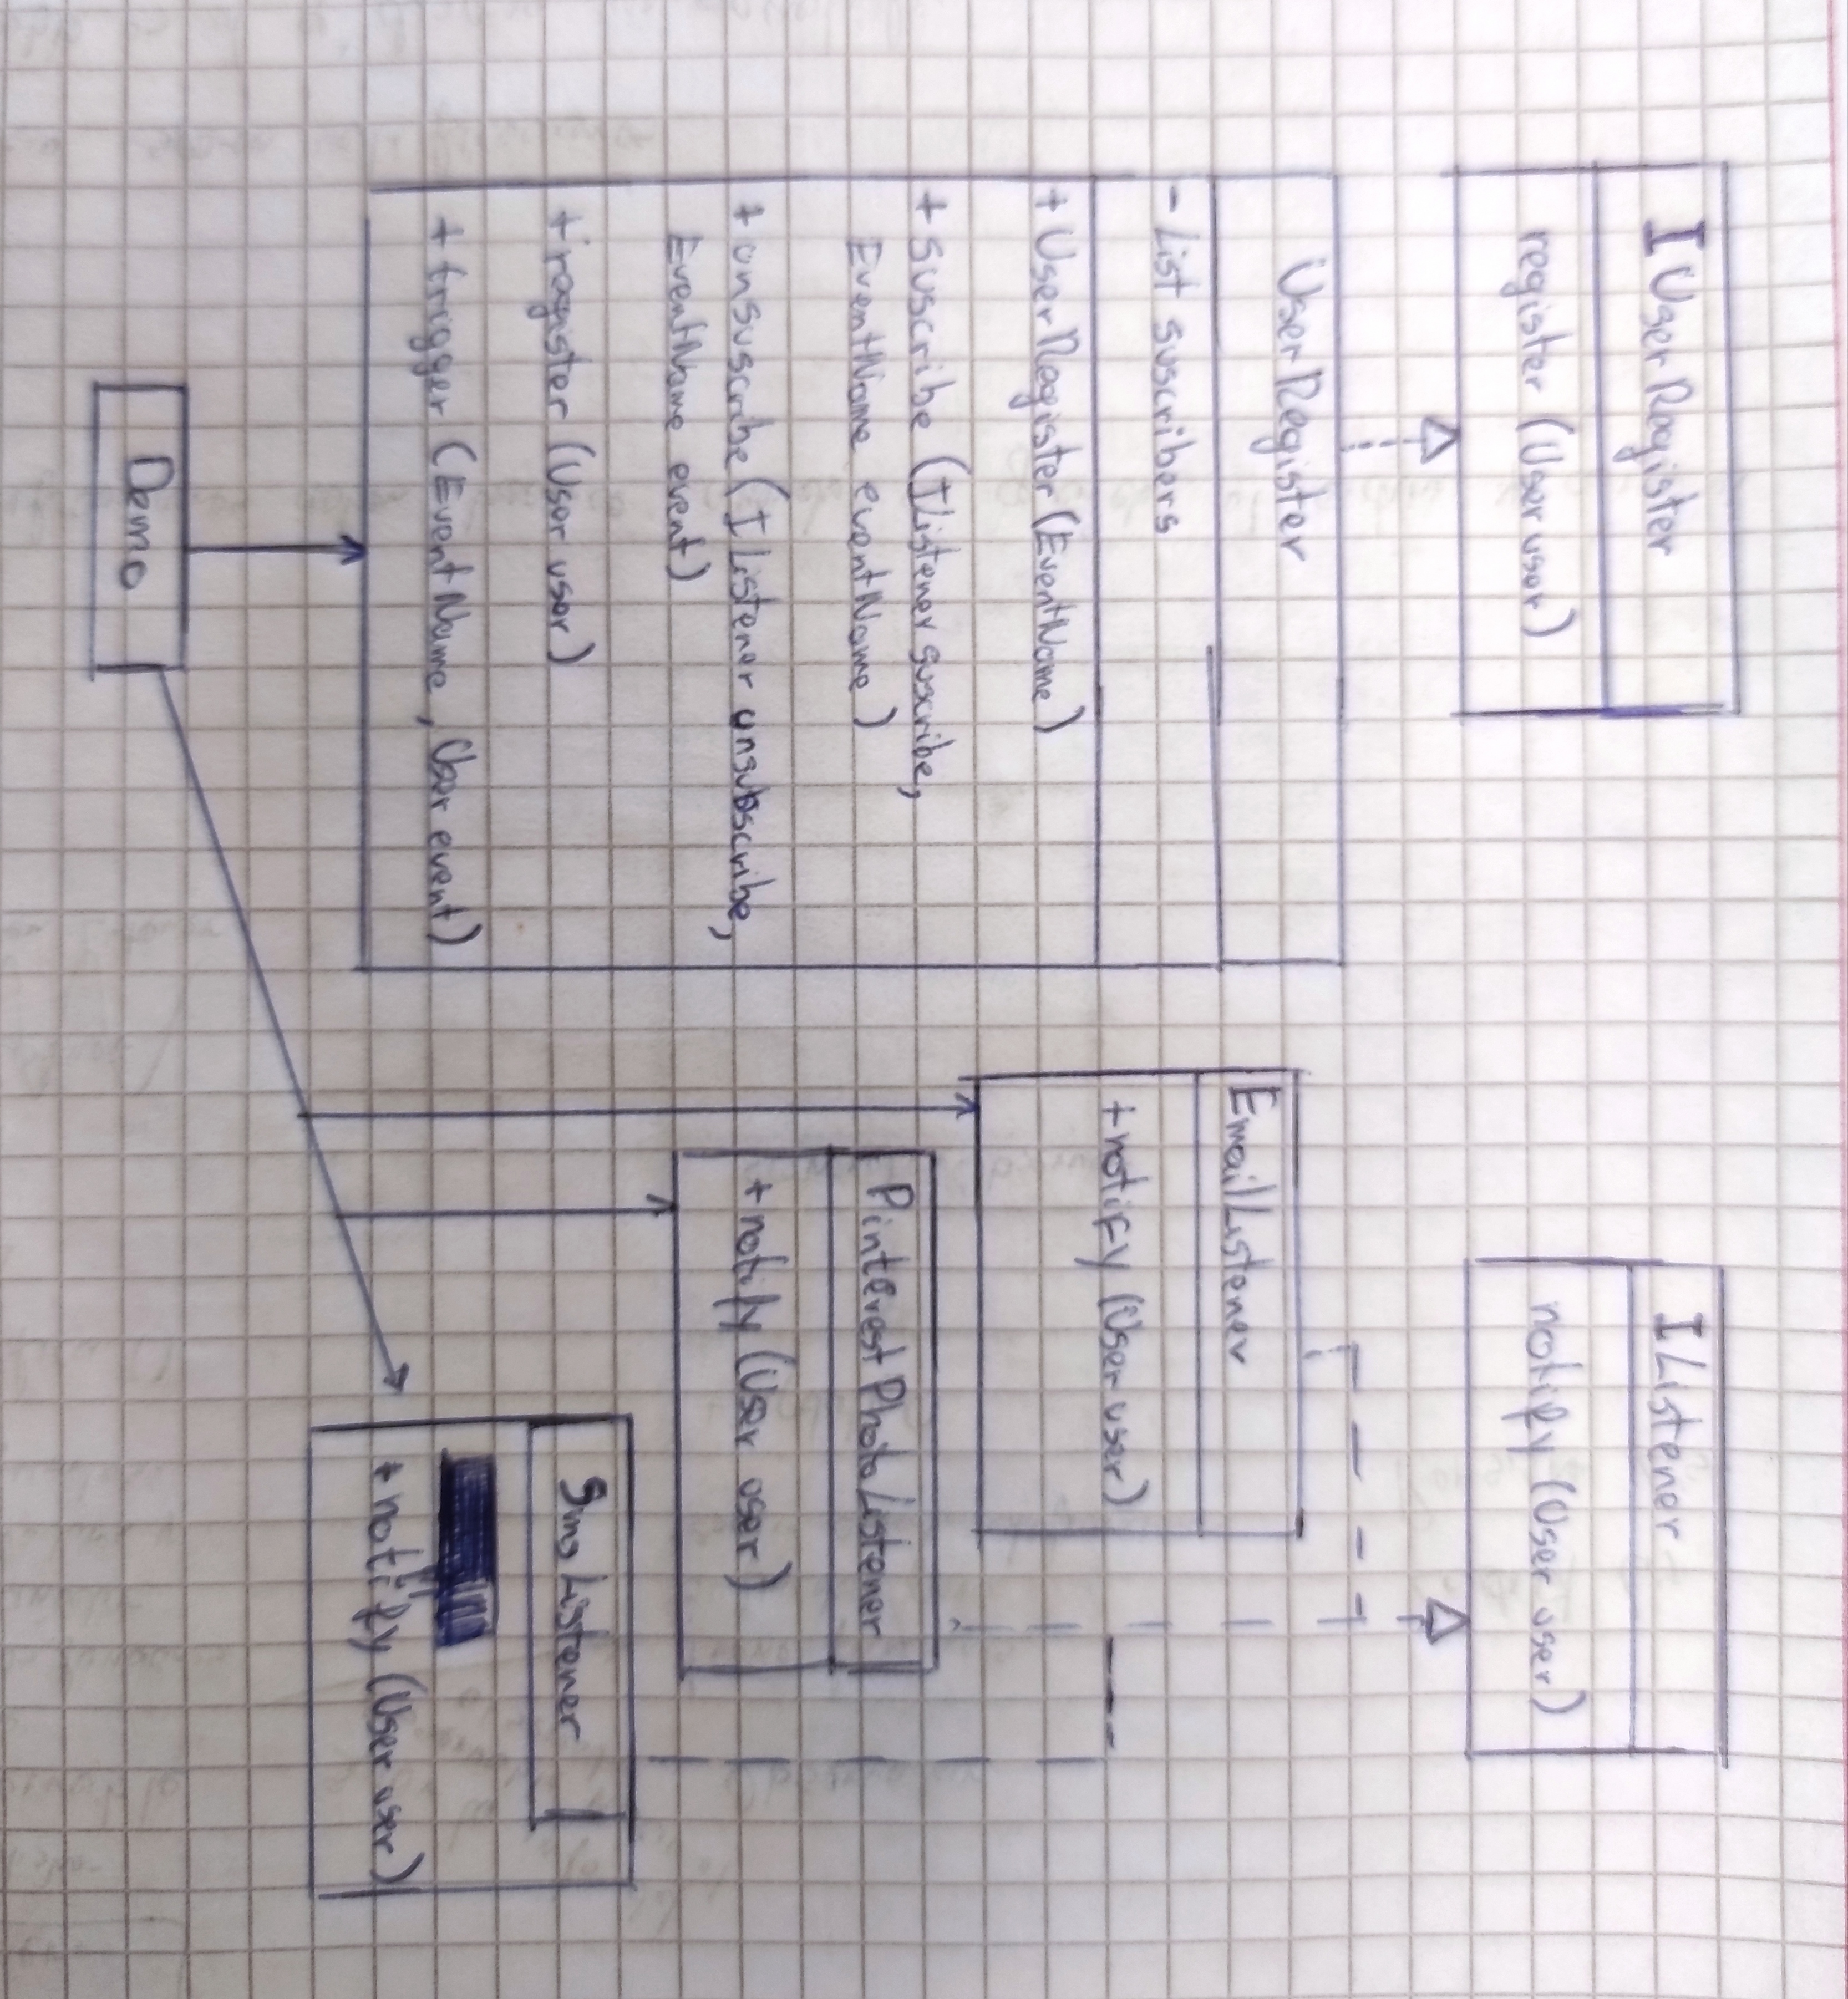 IUserRegister
register (User user)
UserRegister
- List suscribers
+ UserRegister (EventName)
+ suscribe (IListener suscribe,
EventName eventName)
+ unsuscribe (IListener unsubscribe,
EventName event)
+ register (User user)
+ trigger (EventName, User event)
Demo
IListener
notify (User user)
EmailListener
+ notify (User user)
PinterestPhotoListener
+ notify (User user)
SmsListener
+ notify (User user)